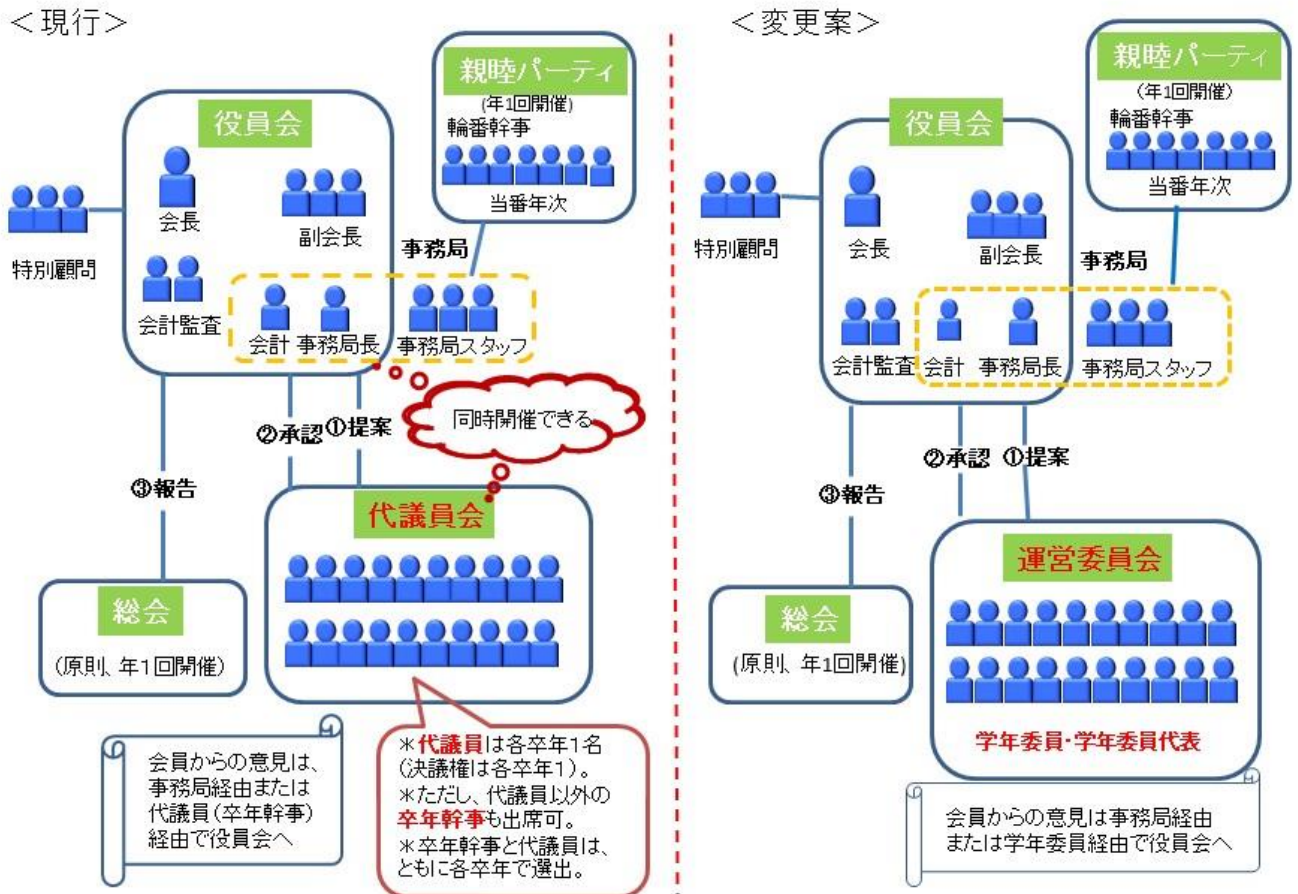 ＜現行＞
親睦パーティ
(年1回開催)
輪番幹事
当番年次
役員会
会長
副会長
特別顧問
事務局
会計監査
会計 事務局長 事務局スタッフ
同時開催できる
②承認 ①提案
③報告
代議員会
総会
(原則、年1回開催)
会員からの意見は、
事務局経由または
代議員(卒年幹事)
経由で役員会へ
＊代議員は各卒年1名
(決議権は各卒年1)。
＊ただし、代議員以外の
卒年幹事も出席可。
＊卒年幹事と代議員は、
ともに各卒年で選出。
＜変更案＞
親睦パーティ
(年1回開催)
輪番幹事
当番年次
役員会
会長
副会長
特別顧問
事務局
会計監査 会計 事務局長 事務局スタッフ
②承認 ①提案
③報告
運営委員会
学年委員・学年委員代表
総会
(原則、年1回開催)
会員からの意見は事務局経由
または学年委員経由で役員会へ